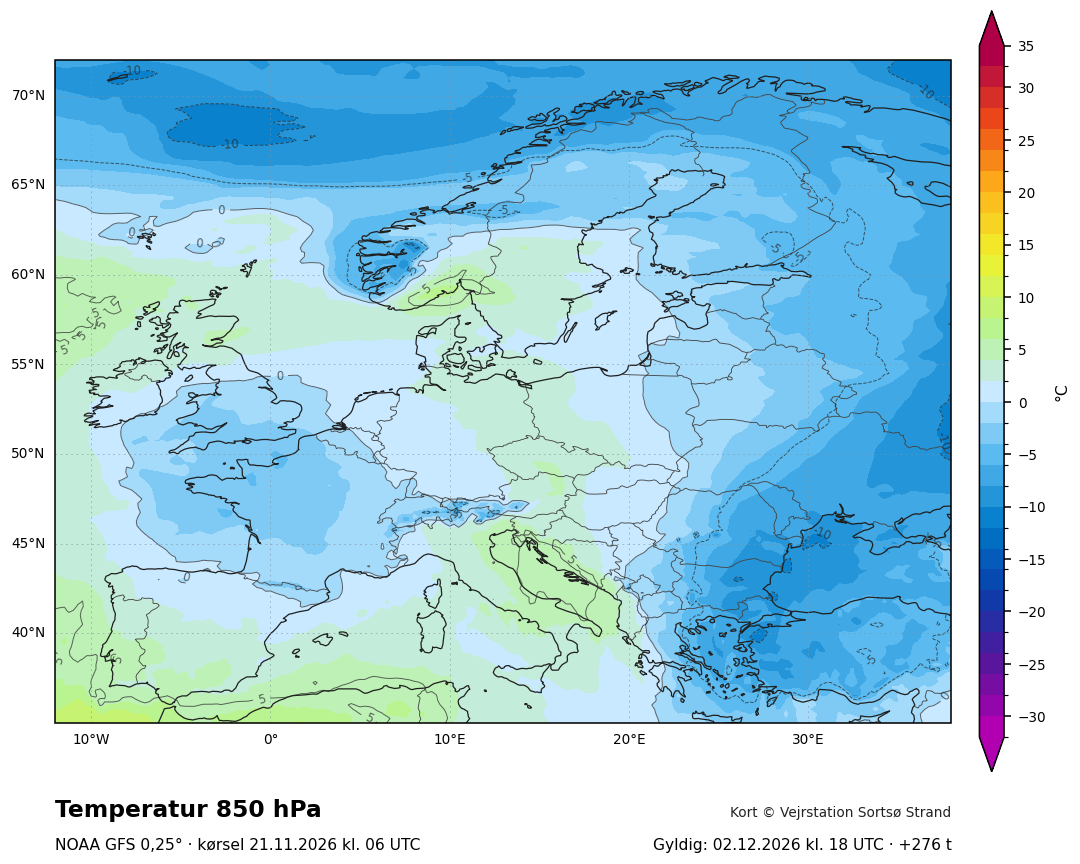 70°N
65°N
60°N
55°N
50°N
45°N
40°N
10°W
0°
10°E
20°E
30°E
35
30
25
20
15
10
5
0
−5
−10
−15
−20
−25
−30
°C
Temperatur 850 hPa
Kort © Vejrstation Sortsø Strand
NOAA GFS 0,25° · kørsel 21.11.2026 kl. 06 UTC
Gyldig: 02.12.2026 kl. 18 UTC · +276 t